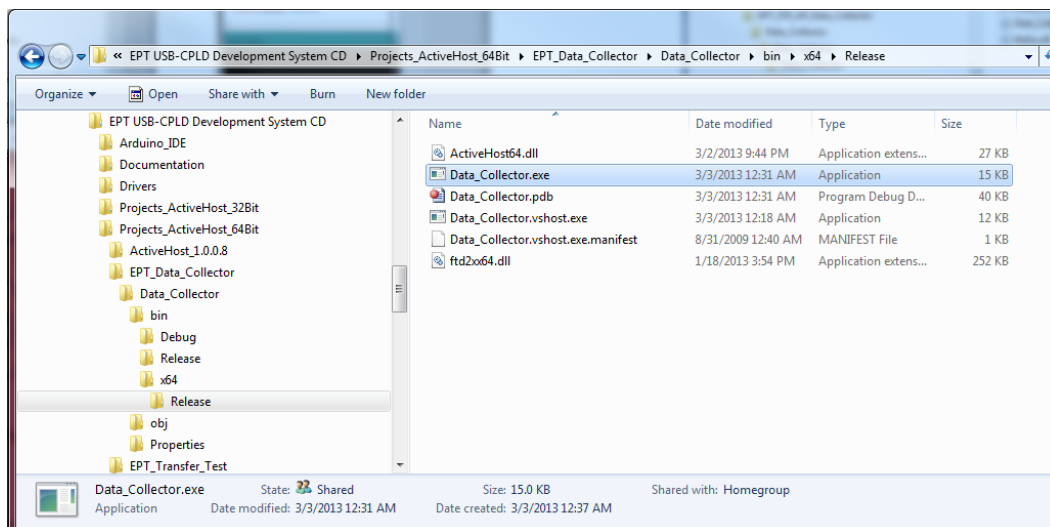 « EPT USB-CPLD Development System CD ▸ Projects_ActiveHost_64Bit ▸ EPT_Data_Collector ▸ Data_Collector ▸ bin ▸ x64 ▸ Release
Organize Open Share with Burn New folder
EPT USB-CPLD Development System CD
Arduino_IDE
Documentation
Drivers
Projects_ActiveHost_32Bit
Projects_ActiveHost_64Bit
ActiveHost_1.0.0.8
EPT_Data_Collector
Data_Collector
bin
Debug
Release
x64
Release
obj
Properties
EPT_Transfer_Test
Name Date modified Type Size
ActiveHost64.dll 3/2/2013 9:44 PM Application extens... 27 KB
Data_Collector.exe 3/3/2013 12:31 AM Application 15 KB
Data_Collector.pdb 3/3/2013 12:31 AM Program Debug D... 40 KB
Data_Collector.vshost.exe 3/3/2013 12:18 AM Application 12 KB
Data_Collector.vshost.exe.manifest 8/31/2009 12:40 AM MANIFEST File 1 KB
ftd2xx64.dll 1/18/2013 3:54 PM Application extens... 252 KB
Data_Collector.exe State: Shared Size: 15.0 KB Shared with: Homegroup
Application Date modified: 3/3/2013 12:31 AM Date created: 3/3/2013 12:37 AM